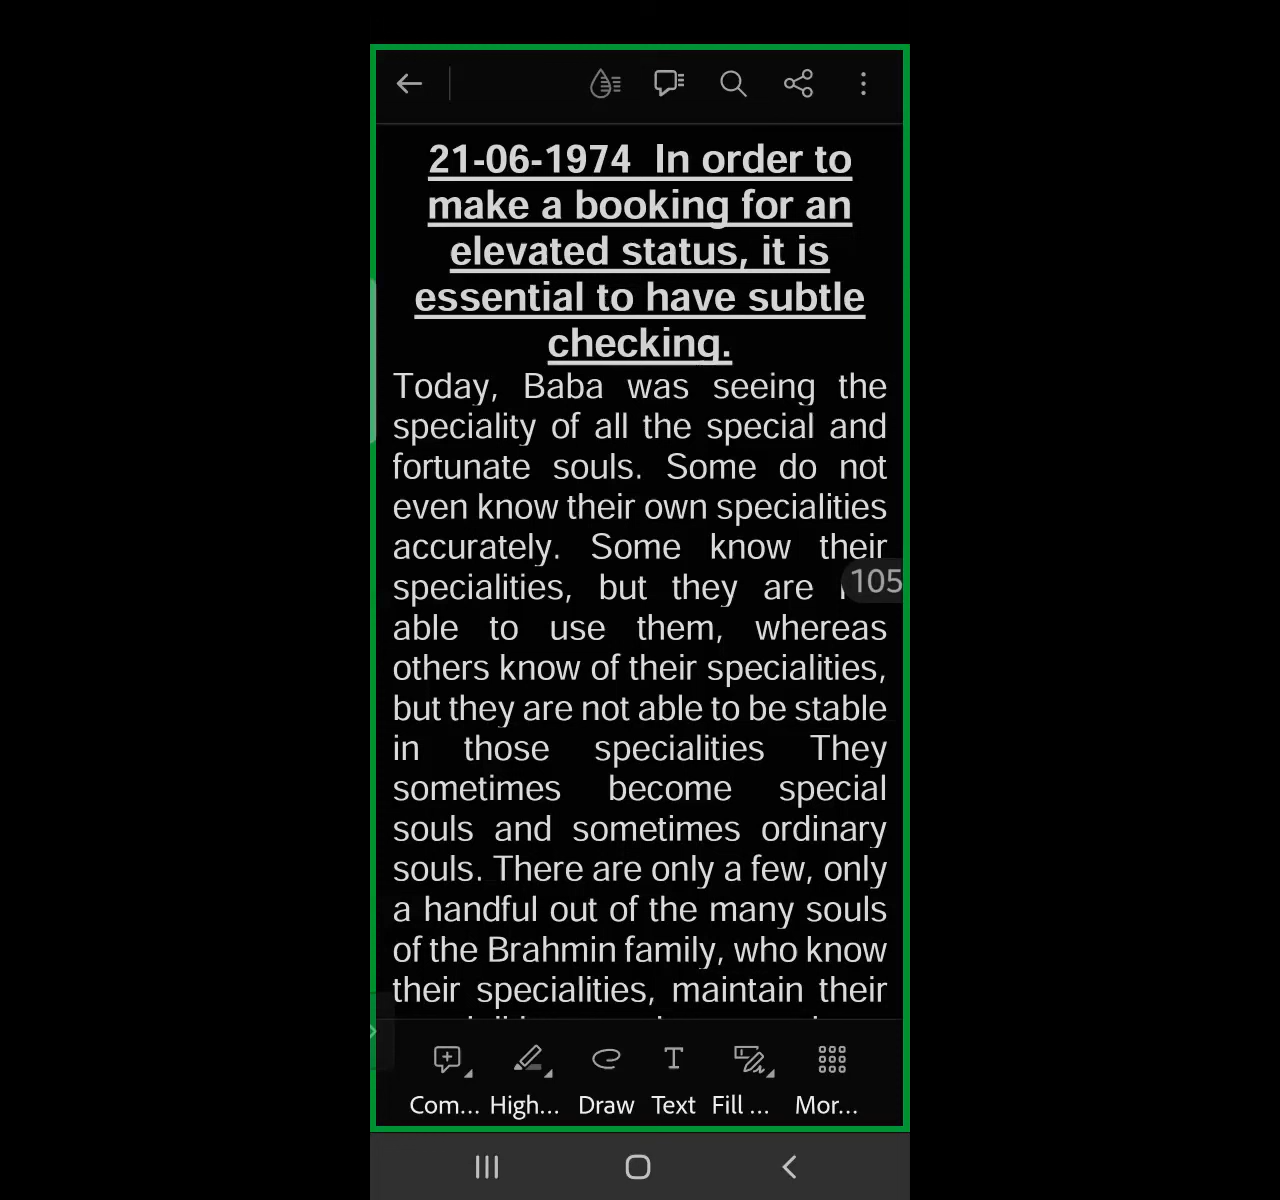 21-06-1974 In order to
make a booking for an
elevated status, it is
essential to have subtle
checking.
Today, Baba was seeing the
speciality of all the special and
fortunate souls. Some do not
even know their own specialities
accurately. Some know their
specialities, but they are
105
able to use them, whereas
others know of their specialities,
but they are not able to be stable
in those specialities They
sometimes become special
souls and sometimes ordinary
souls. There are only a few, only
a handful out of the many souls
of the Brahmin family, who know
their specialities, maintain their
Com... High... Draw Text Fill ... Mor...